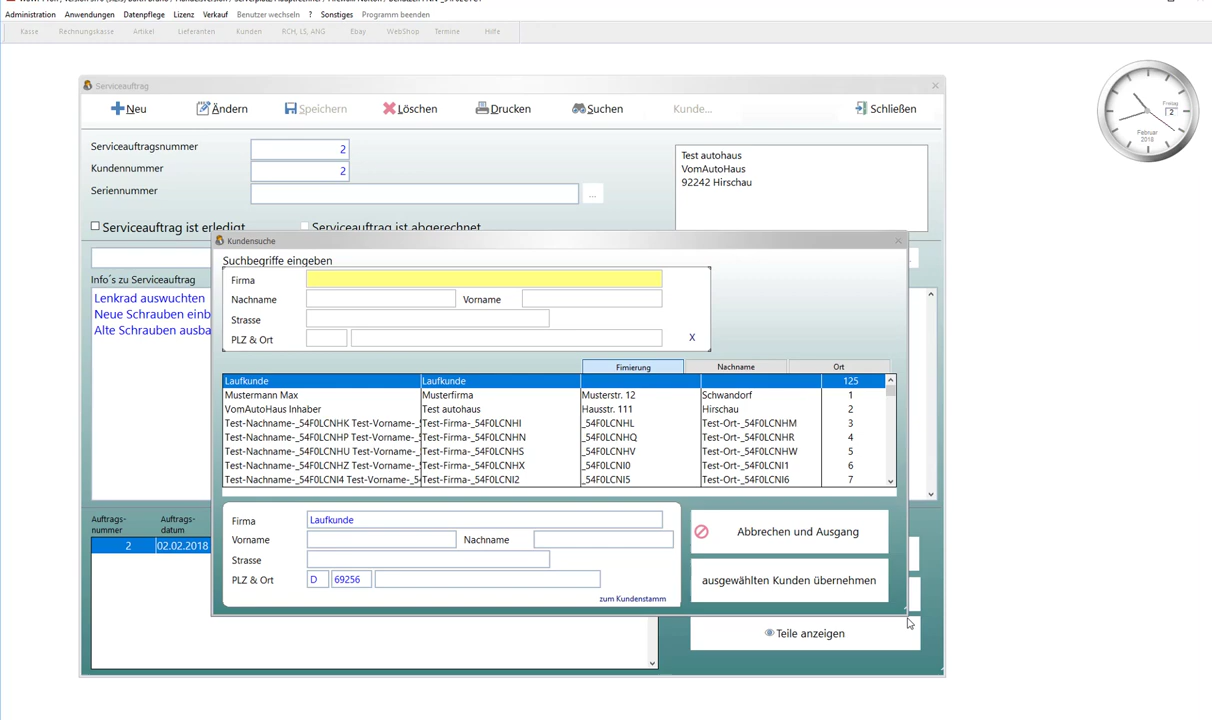 Administration Anwendungen Datenpflege Lizenz Verkauf Benutzer wechseln ? Sonstiges Programm beenden
Kasse Rechnungskasse Artikel Lieferanten Kunden RCH, LS, ANG Ebay WebShop Termine Hilfe
Serviceauftrag
Neu Ändern Speichern Löschen Drucken Suchen Kunde... Schließen
Serviceauftragsnummer 2
Kundennummer 2
Seriennummer ...
Test autohaus
VomAutoHaus
92242 Hirschau
Freitag
2
Februar
2018
Serviceauftrag ist erledigt Serviceauftrag ist abgerechnet
Info´s zu Serviceauftrag
Lenkrad auswuchten
Neue Schrauben einb
Alte Schrauben ausba
Kundensuche
Suchbegriffe eingeben
Firma
Nachname Vorname
Strasse
PLZ & Ort X
Fimierung Nachname Ort
Laufkunde Laufkunde 125
Mustermann Max Musterfirma Musterstr. 12 Schwandorf 1
VomAutoHaus Inhaber Test autohaus Hausstr. 111 Hirschau 2
Test-Nachname-_54F0LCNHK Test-Vorname-_5 Test-Firma-_54F0LCNHI _54F0LCNHL Test-Ort-_54F0LCNHM 3
Test-Nachname-_54F0LCNHP Test-Vorname-_5 Test-Firma-_54F0LCNHN _54F0LCNHQ Test-Ort-_54F0LCNHR 4
Test-Nachname-_54F0LCNHU Test-Vorname-_5 Test-Firma-_54F0LCNHS _54F0LCNHV Test-Ort-_54F0LCNHW 5
Test-Nachname-_54F0LCNHZ Test-Vorname-_5 Test-Firma-_54F0LCNHX _54F0LCNI0 Test-Ort-_54F0LCNI1 6
Test-Nachname-_54F0LCNI4 Test-Vorname-_5 Test-Firma-_54F0LCNI2 _54F0LCNI5 Test-Ort-_54F0LCNI6 7
Firma Laufkunde
Vorname Nachname
Strasse
PLZ & Ort D 69256
zum Kundenstamm
Abbrechen und Ausgang
ausgewählten Kunden übernehmen
Auftrags-nummer Auftrags-datum
2 02.02.2018
Teile anzeigen